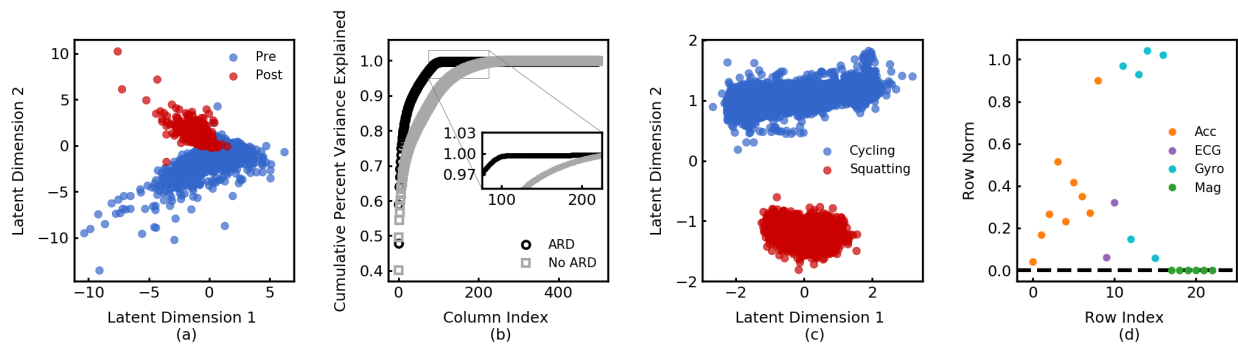 Latent Dimension 2
10
5
0
−5
−10
Pre
Post
−10
−5
0
5
Latent Dimension 1
(a)
Cumulative Percent Variance Explained
1.0
0.9
0.8
0.7
0.6
0.5
0.4
1.03
1.00
0.97
100
200
ARD
No ARD
0
200
400
Column Index
(b)
Latent Dimension 2
2
1
0
−1
−2
Cycling
Squatting
−2
0
2
Latent Dimension 1
(c)
Row Norm
1.0
0.8
0.6
0.4
0.2
0.0
Acc
ECG
Gyro
Mag
0
10
20
Row Index
(d)